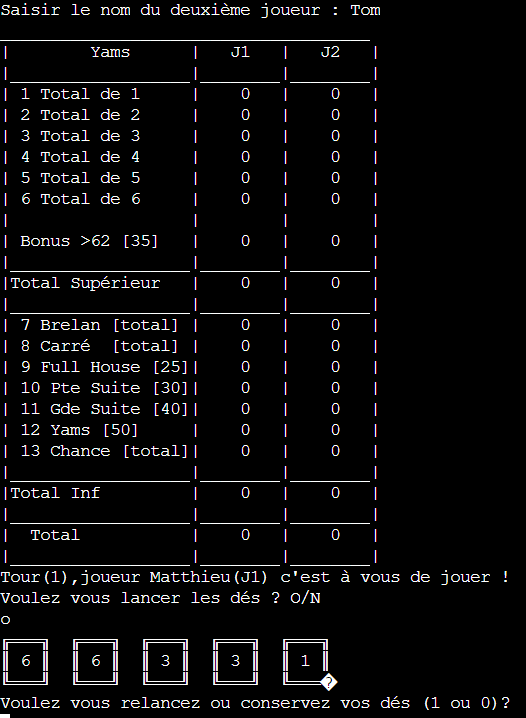 Saisir le nom du deuxième joueur : Tom
| Yams | J1 | J2 |
| 1 Total de 1 | 0 | 0 |
| 2 Total de 2 | 0 | 0 |
| 3 Total de 3 | 0 | 0 |
| 4 Total de 4 | 0 | 0 |
| 5 Total de 5 | 0 | 0 |
| 6 Total de 6 | 0 | 0 |
| Bonus >62 [35] | 0 | 0 |
|Total Supérieur | 0 | 0 |
| 7 Brelan [total] | 0 | 0 |
| 8 Carré [total] | 0 | 0 |
| 9 Full House [25]| 0 | 0 |
| 10 Pte Suite [30]| 0 | 0 |
| 11 Gde Suite [40]| 0 | 0 |
| 12 Yams [50] | 0 | 0 |
| 13 Chance [total]| 0 | 0 |
|Total Inf | 0 | 0 |
| Total | 0 | 0 |
Tour(1),joueur Matthieu(J1) c'est à vous de jouer !
Voulez vous lancer les dés ? O/N
o
6 6 3 3 1
�
Voulez vous relancez ou conservez vos dés (1 ou 0)?